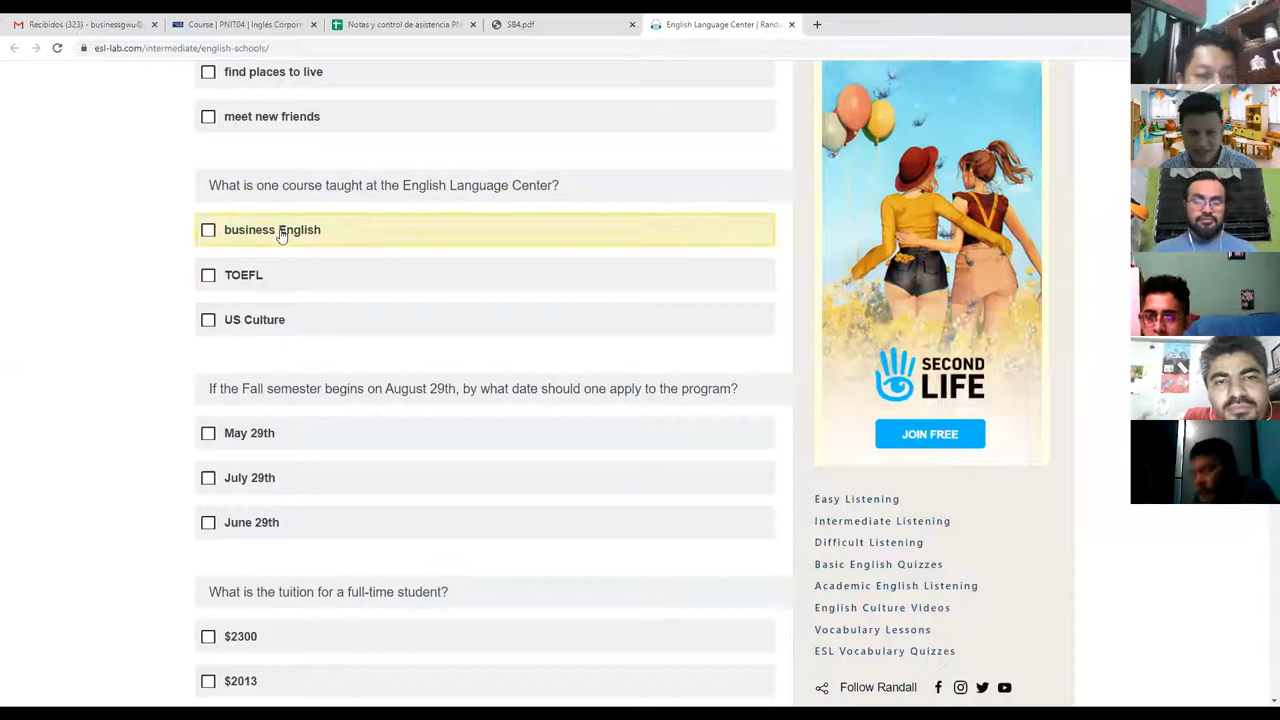 Recibidos (323) - businessgwu@
Course | PNIT04 | Inglés Corpor
Notas y control de asistencia PN
SB4.pdf
English Language Center | Rand
esl-lab.com/intermediate/english-schools/
find places to live
meet new friends
What is one course taught at the English Language Center?
business English
TOEFL
US Culture
If the Fall semester begins on August 29th, by what date should one apply to the program?
May 29th
July 29th
June 29th
What is the tuition for a full-time student?
$2300
$2013
SECOND
LIFE
JOIN FREE
Easy Listening
Intermediate Listening
Difficult Listening
Basic English Quizzes
Academic English Listening
English Culture Videos
Vocabulary Lessons
ESL Vocabulary Quizzes
Follow Randall